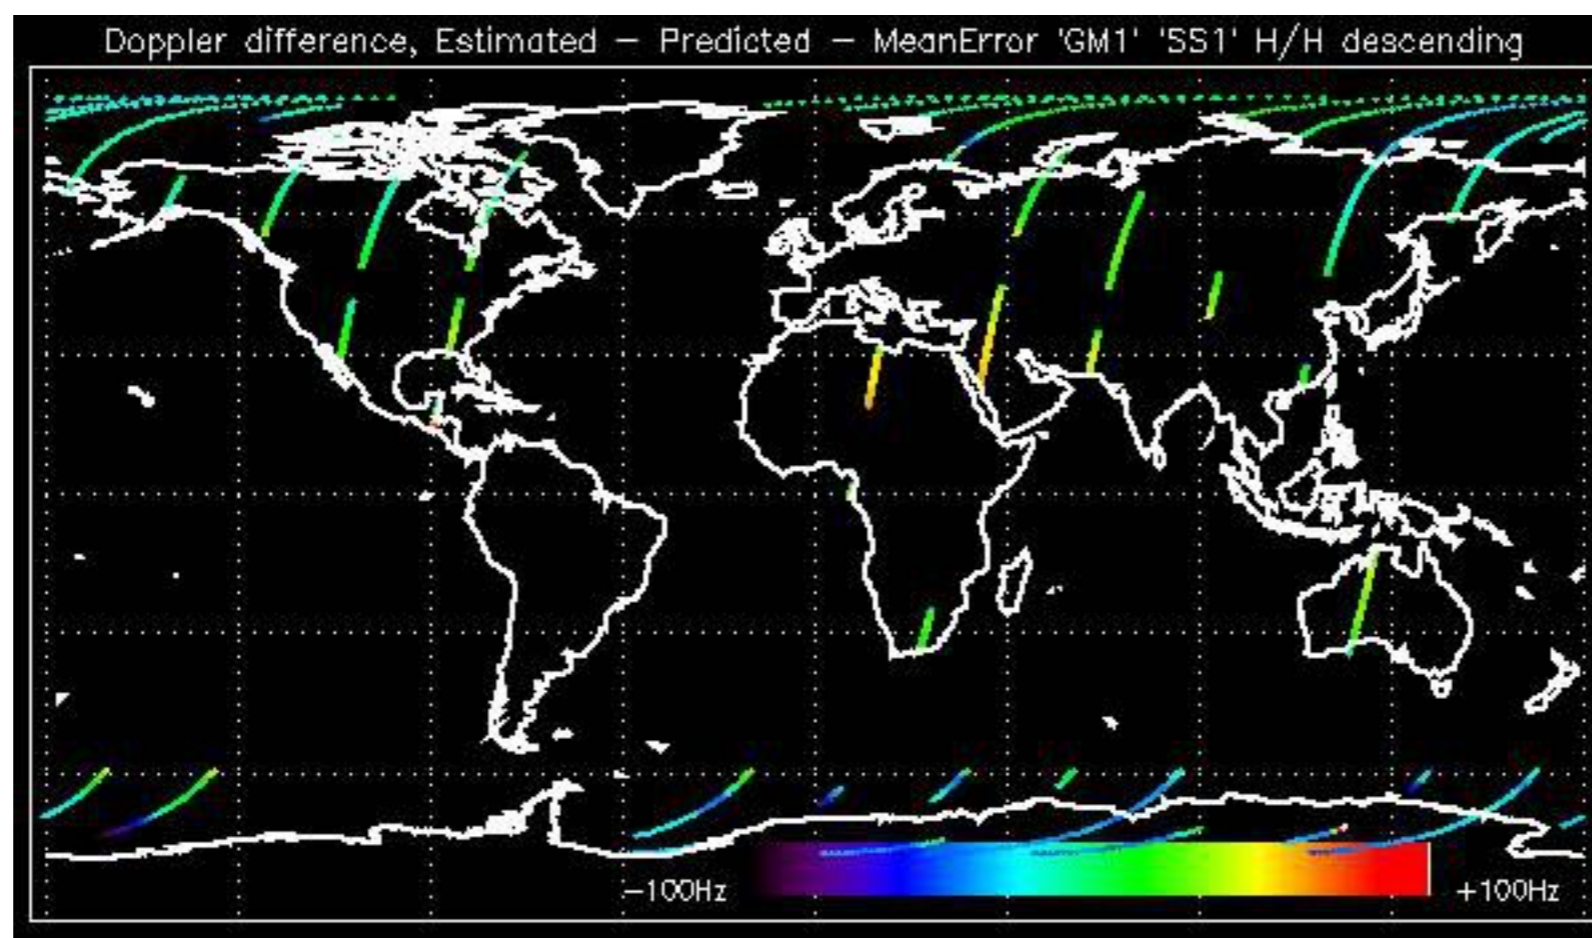 Doppler difference, Estimated – Predicted – MeanError 'GM1' 'SS1' H/H descending
–100Hz
+100Hz